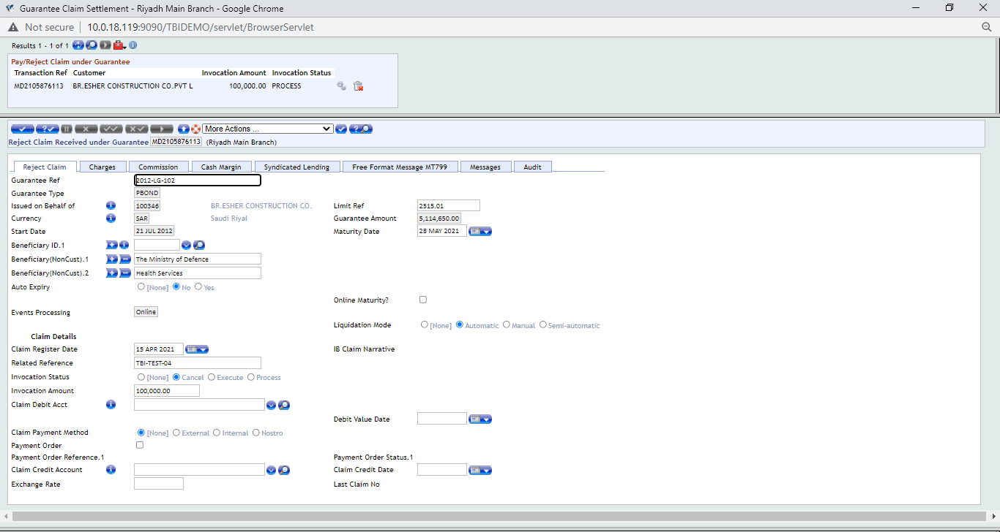 Guarantee Claim Settlement - Riyadh Main Branch - Google Chrome
Not secure | 10.0.18.119:9090/TBIDEMO/servlet/BrowserServlet
Results 1 - 1 of 1
Pay/Reject Claim under Guarantee
Transaction Ref Customer Invocation Amount Invocation Status
MD2105876113 BR.ESHER CONSTRUCTION CO.PVT L 100,000.00 PROCESS
More Actions ...
Reject Claim Received under Guarantee MD2105876113 (Riyadh Main Branch)
Reject Claim Charges Commission Cash Margin Syndicated Lending Free Format Message MT799 Messages Audit
Guarantee Ref 2012-LG-102
Guarantee Type PBOND
Issued on Behalf of 100346 BR.ESHER CONSTRUCTION CO. Limit Ref 2515.01
Currency SAR Saudi Riyal Guarantee Amount 5,114,650.00
Start Date 21 JUL 2012 Maturity Date 28 MAY 2021
Beneficiary ID.1
Beneficiary(NonCust).1 The Ministry of Defence
Beneficiary(NonCust).2 Health Services
Auto Expiry [None] No Yes
Online Maturity?
Events Processing Online
Liquidation Mode [None] Automatic Manual Semi-automatic
Claim Details
Claim Register Date 15 APR 2021 IB Claim Narrative
Related Reference TBI-TEST-04
Invocation Status [None] Cancel Execute Process
Invocation Amount 100,000.00
Claim Debit Acct
Debit Value Date
Claim Payment Method [None] External Internal Nostro
Payment Order
Payment Order Reference.1 Payment Order Status.1
Claim Credit Account Claim Credit Date
Exchange Rate Last Claim No